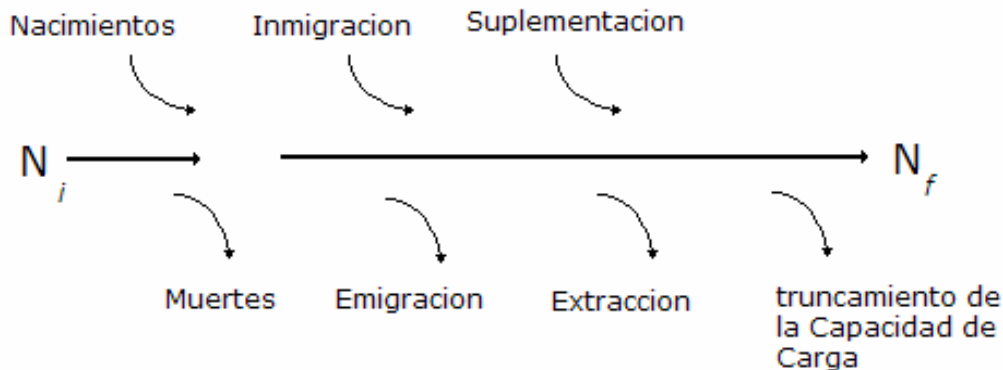 Nacimientos Inmigracion Suplementacion
N i N f
Muertes Emigracion Extraccion truncamiento de
la Capacidad de
Carga